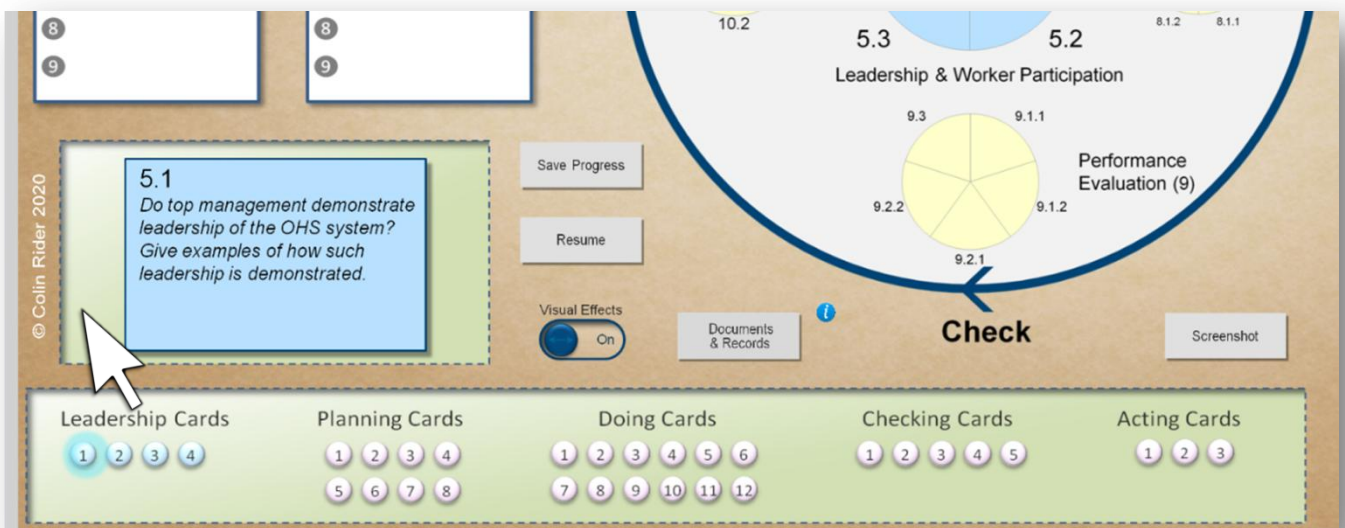 8
9
8
9
10.2
5.3
5.2
8.1.2
8.1.1
Leadership & Worker Participation
9.3
9.1.1
Performance
Evaluation (9)
9.2.2
9.1.2
9.2.1
Check
© Colin Rider 2020
5.1
Do top management demonstrate
leadership of the OHS system?
Give examples of how such
leadership is demonstrated.
Save Progress
Resume
Visual Effects
On
Documents
& Records
i
Screenshot
Leadership Cards
1 2 3 4
Planning Cards
1 2 3 4
5 6 7 8
Doing Cards
1 2 3 4 5 6
7 8 9 10 11 12
Checking Cards
1 2 3 4 5
Acting Cards
1 2 3